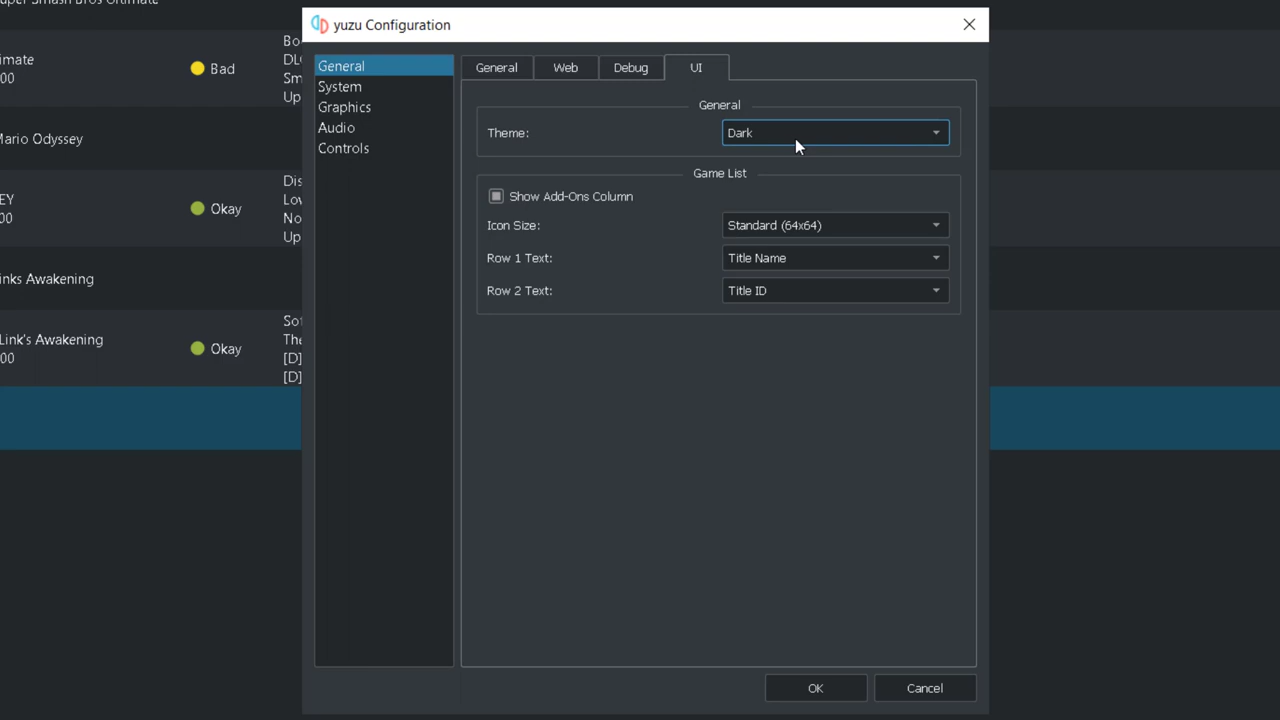 uper Smash Bros Ultimate
yuzu Configuration
imate
00
Bad
Bo
DLC
Sm
Up
Mario Odyssey
EY
00
Okay
Dis
Lov
No
Up
inks Awakening
Link's Awakening
00
Okay
Sof
The
[D]
[D]
General
System
Graphics
Audio
Controls
General
Web
Debug
UI
General
Theme:
Dark
Game List
Show Add-Ons Column
Icon Size:
Standard (64x64)
Row 1 Text:
Title Name
Row 2 Text:
Title ID
OK
Cancel